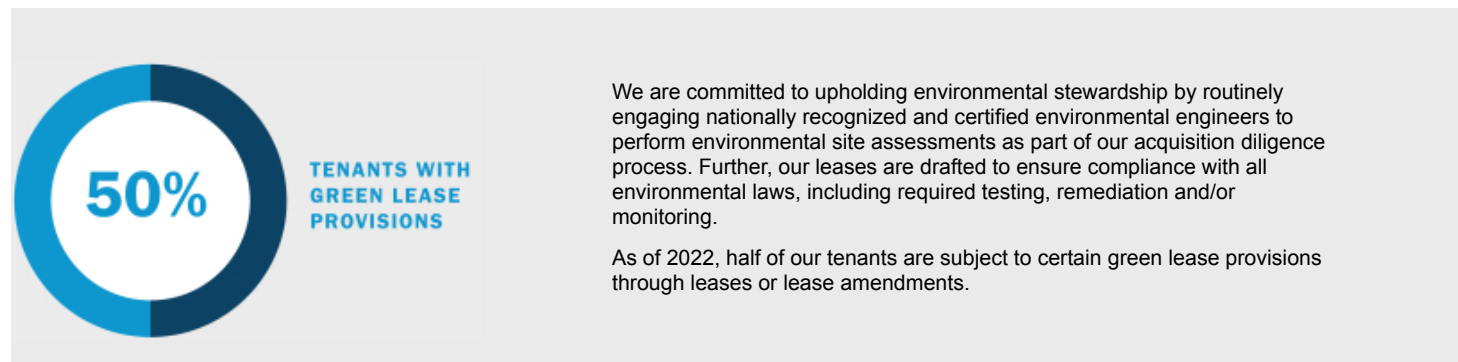 50%
TENANTS WITH
GREEN LEASE
PROVISIONS
We are committed to upholding environmental stewardship by routinely
engaging nationally recognized and certified environmental engineers to
perform environmental site assessments as part of our acquisition diligence
process. Further, our leases are drafted to ensure compliance with all
environmental laws, including required testing, remediation and/or
monitoring.
As of 2022, half of our tenants are subject to certain green lease provisions
through leases or lease amendments.